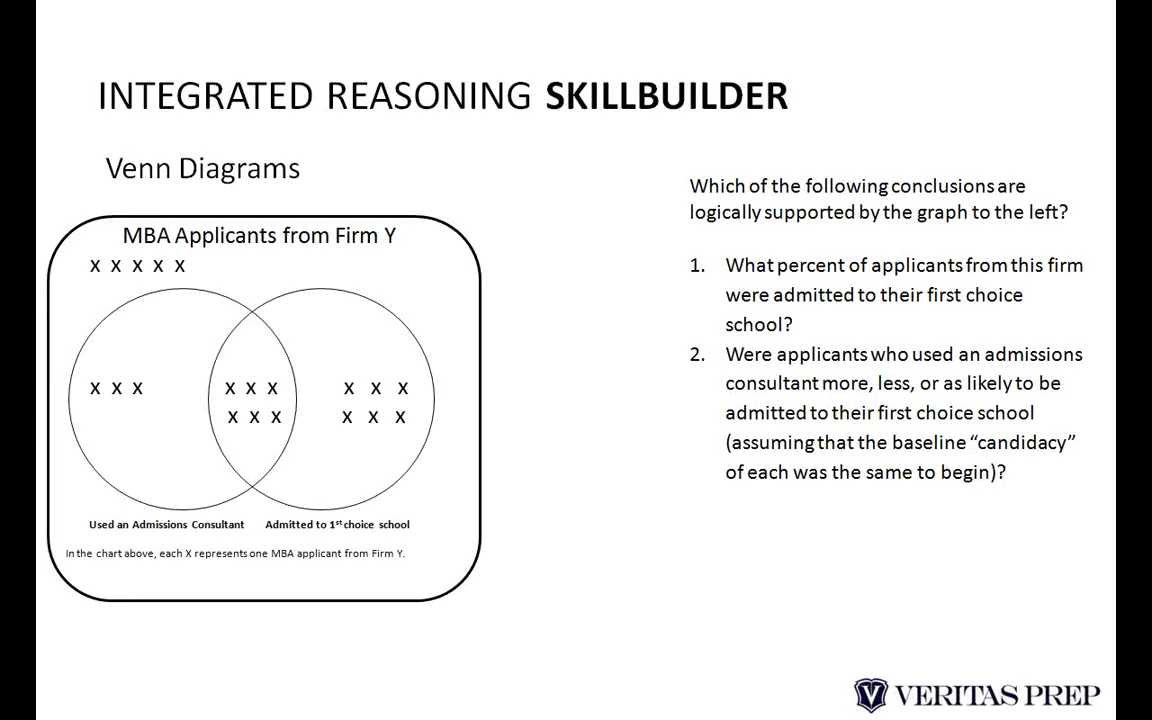 INTEGRATED REASONING SKILLBUILDER
Venn Diagrams
MBA Applicants from Firm Y
X X X X X
X X X
X X X
X X X
X X X
X X X
Used an Admissions Consultant
Admitted to 1st choice school
In the chart above, each X represents one MBA applicant from Firm Y.
Which of the following conclusions are
logically supported by the graph to the left?
1. What percent of applicants from this firm
were admitted to their first choice
school?
2. Were applicants who used an admissions
consultant more, less, or as likely to be
admitted to their first choice school
(assuming that the baseline “candidacy”
of each was the same to begin)?
VERITAS PREP